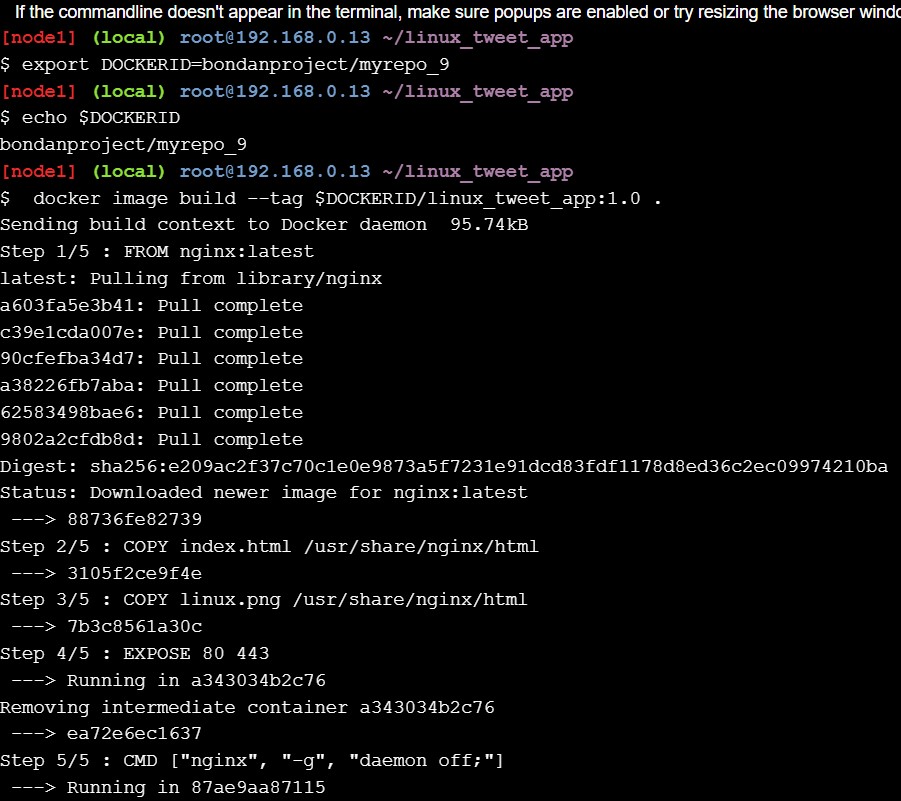 If the commandline doesn't appear in the terminal, make sure popups are enabled or try resizing the browser
[node1] (local) root@192.168.0.13 ~/linux_tweet_app
$ export DOCKERID=bondanproject/myrepo_9
[node1] (local) root@192.168.0.13 ~/linux_tweet_app
$ echo $DOCKERID
bondanproject/myrepo_9
[node1] (local) root@192.168.0.13 ~/linux_tweet_app
$  docker image build --tag $DOCKERID/linux_tweet_app:1.0 .
Sending build context to Docker daemon  95.74kB
Step 1/5 : FROM nginx:latest
latest: Pulling from library/nginx
a603fa5e3b41: Pull complete
c39e1cda007e: Pull complete
90cfefba34d7: Pull complete
a38226fb7aba: Pull complete
62583498bae6: Pull complete
9802a2cfdb8d: Pull complete
Digest: sha256:e209ac2f37c70c1e0e9873a5f7231e91dcd83fdf1178d8ed36c2ec09974210ba
Status: Downloaded newer image for nginx:latest
 ---> 88736fe82739
Step 2/5 : COPY index.html /usr/share/nginx/html
 ---> 3105f2ce9f4e
Step 3/5 : COPY linux.png /usr/share/nginx/html
 ---> 7b3c8561a30c
Step 4/5 : EXPOSE 80 443
 ---> Running in a343034b2c76
Removing intermediate container a343034b2c76
 ---> ea72e6ec1637
Step 5/5 : CMD ["nginx", "-g", "daemon off;"]
 ---> Running in 87ae9aa87115